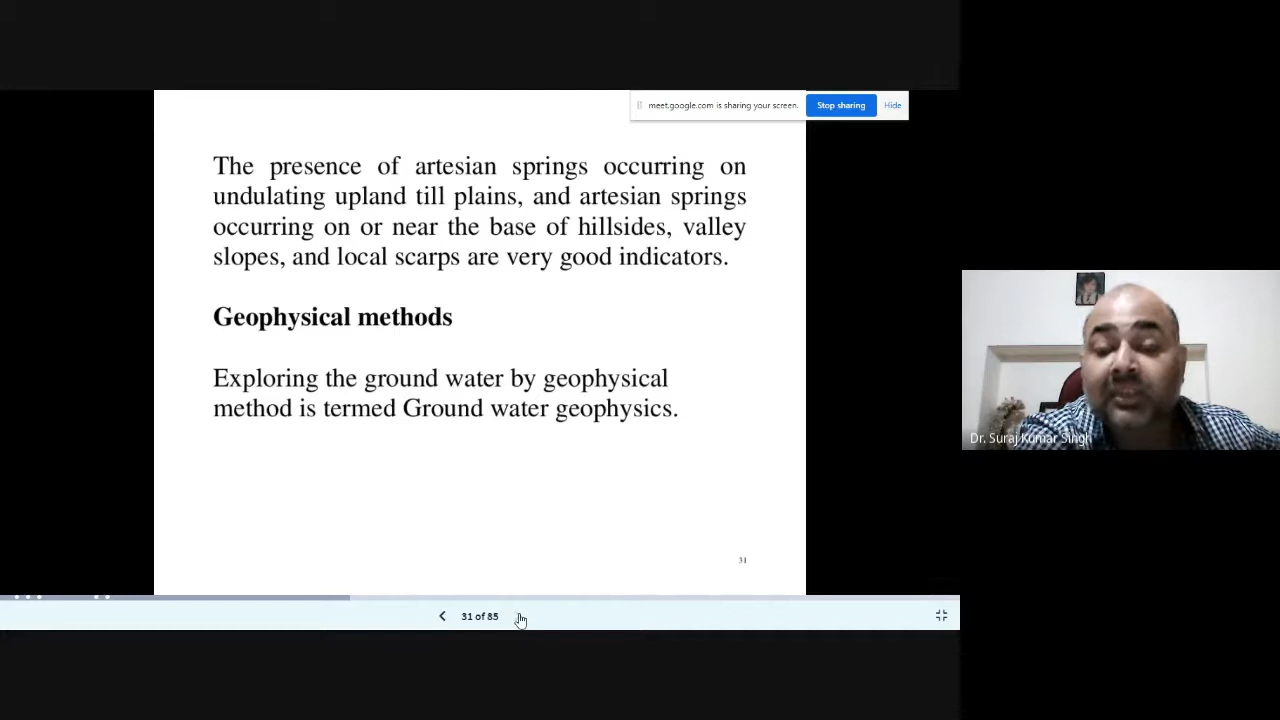 meet.google.com is sharing your screen.
Stop sharing
Hide
The presence of artesian springs occurring on
undulating upland till plains, and artesian springs
occurring on or near the base of hillsides, valley
slopes, and local scarps are very good indicators.
Geophysical methods
Exploring the ground water by geophysical
method is termed Ground water geophysics.
31
31 of 85
Dr. Suraj Kumar Singh